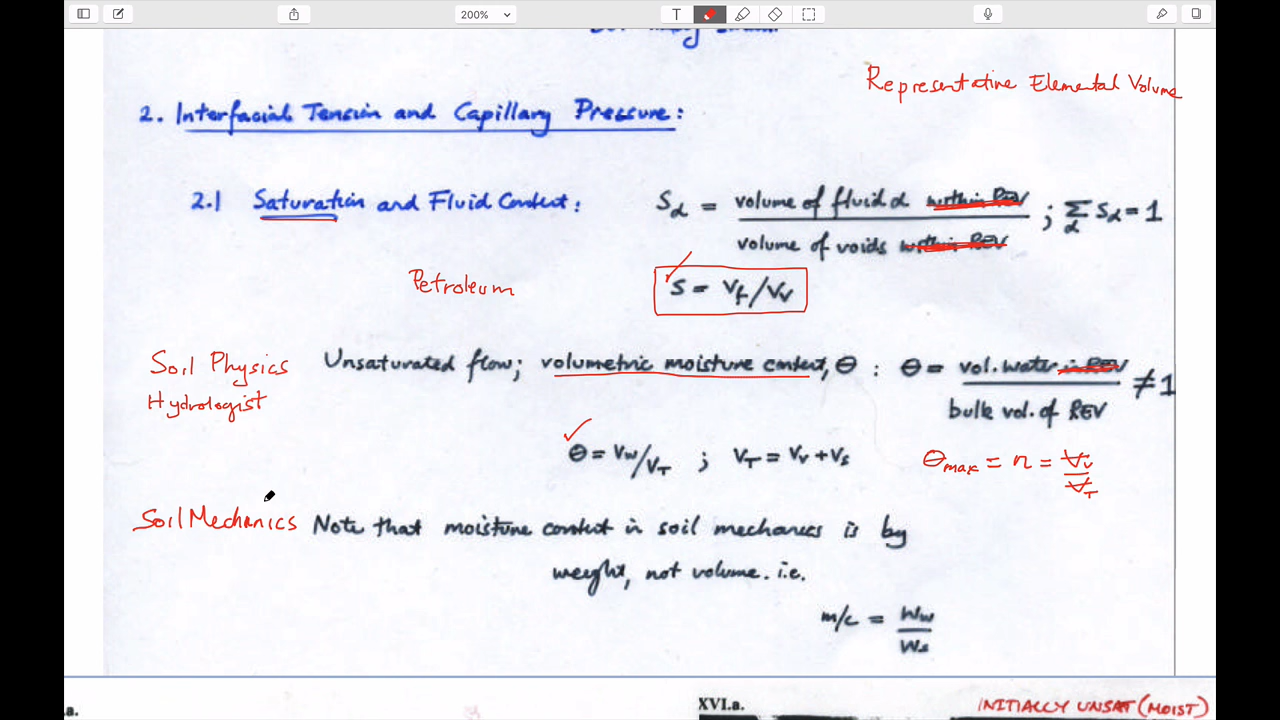 200%
T
Representative Elemental Volume
2. Interfacial Tension and Capillary Pressure:
2.1 Saturation and Fluid Content: Sα = volume of fluid α within REV / volume of voids within REV ; Σα Sα = 1
Petroleum S = Vf/Vv
Soil Physics Unsaturated flow; volumetric moisture content, θ : θ = vol. water in REV / bulk vol. of REV ≠ 1
Hydrologist
θ = Vw/VT ; VT = Vv + Vs θmax = n = Vv/VT
Soil Mechanics Note that moisture content in soil mechanics is by
weight, not volume. i.e.
m/c = Ww/Ws
.a. XVI.a. INITIALLY UNSAT (MOIST)